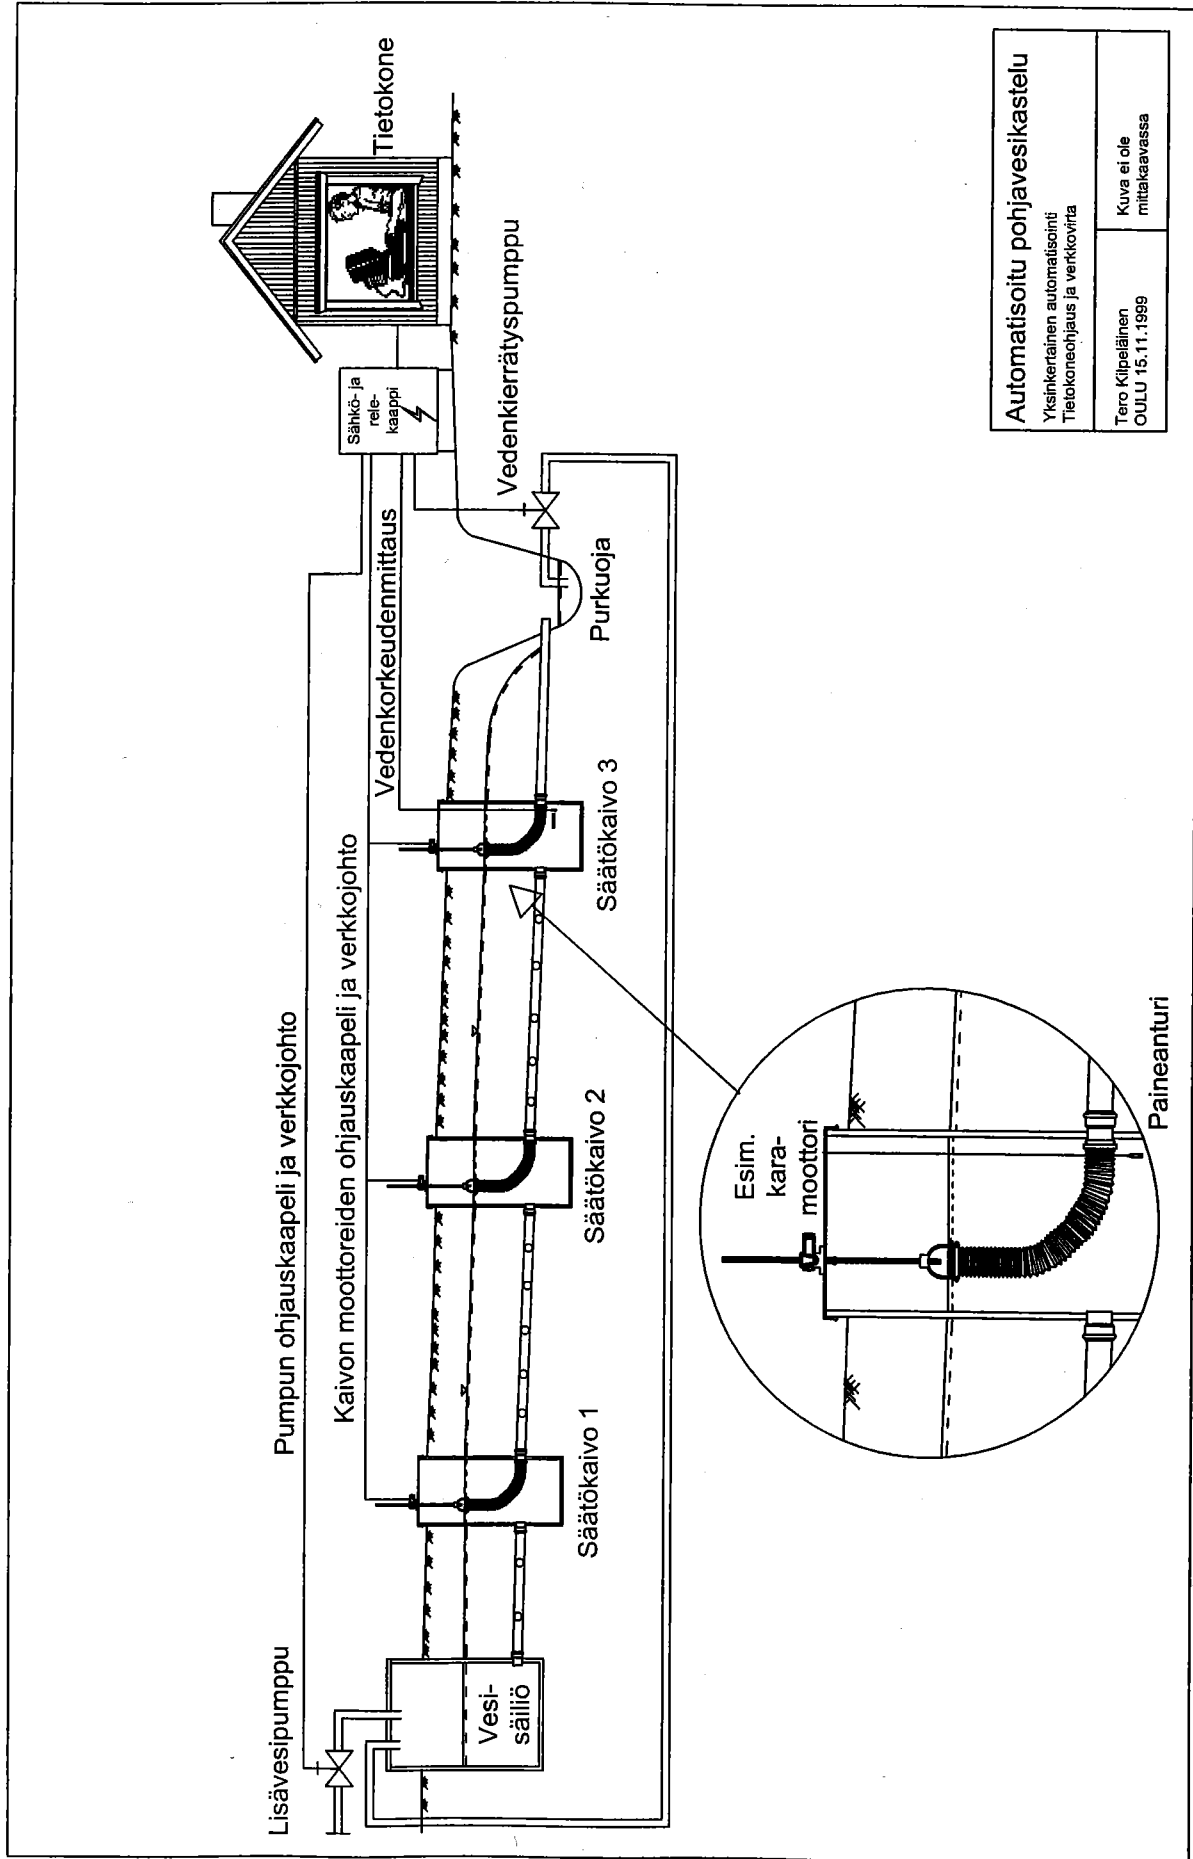 Lisävesipumppu
Pumpun ohjauskaapeli ja verkkojohto
Kaivon moottoreiden ohjauskaapeli ja verkkojohto
Vedenkorkeudenmittaus
Sähkö- ja
rele-
kaappi
Tietokone
Vedenkierrätyspumppu
Vesi-
säiliö
Säätökaivo 1
Säätökaivo 2
Säätökaivo 3
Purkuoja
Esim.
kara-
moottori
Paineanturi
Automatisoitu pohjavesikastelu
Yksinkertainen automatisointi
Tietokoneohjaus ja verkkovirta
Tero Kilpeläinen
OULU 15.11.1999
Kuva ei ole
mittakaavassa